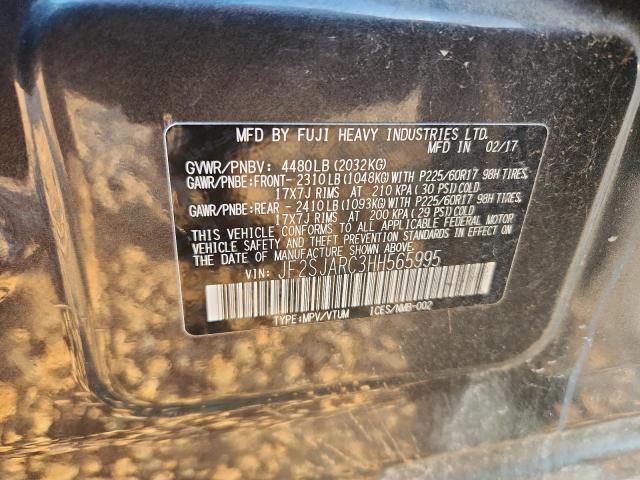 MFD BY FUJI HEAVY INDUSTRIES LTD.
MFD IN 02/17
GVWR/PNBV: 4480LB (2032KG)
GAWR/PNBE:FRONT-2310LB(1048KG)WITH P225/60R17 98H TIRES,
17X7J RIMS AT 210 KPA(30 PSI)COLD
GAWR/PNBE:REAR -2410LB(1093KG)WITH P225/60R17 98H TIRES,
17X7J RIMS AT 200 KPA(29 PSI)COLD
THIS VEHICLE CONFORMS TO ALL APPLICABLE FEDERAL MOTOR
VEHICLE SAFETY AND THEFT PREVENTION STANDARDS IN EFFECT ON
THE DATE OF MANUFACTURE SHOWN ABOVE.
VIN: JF2SJARC3HH565995
TYPE:MPV/VTUM ICES/NMB-002